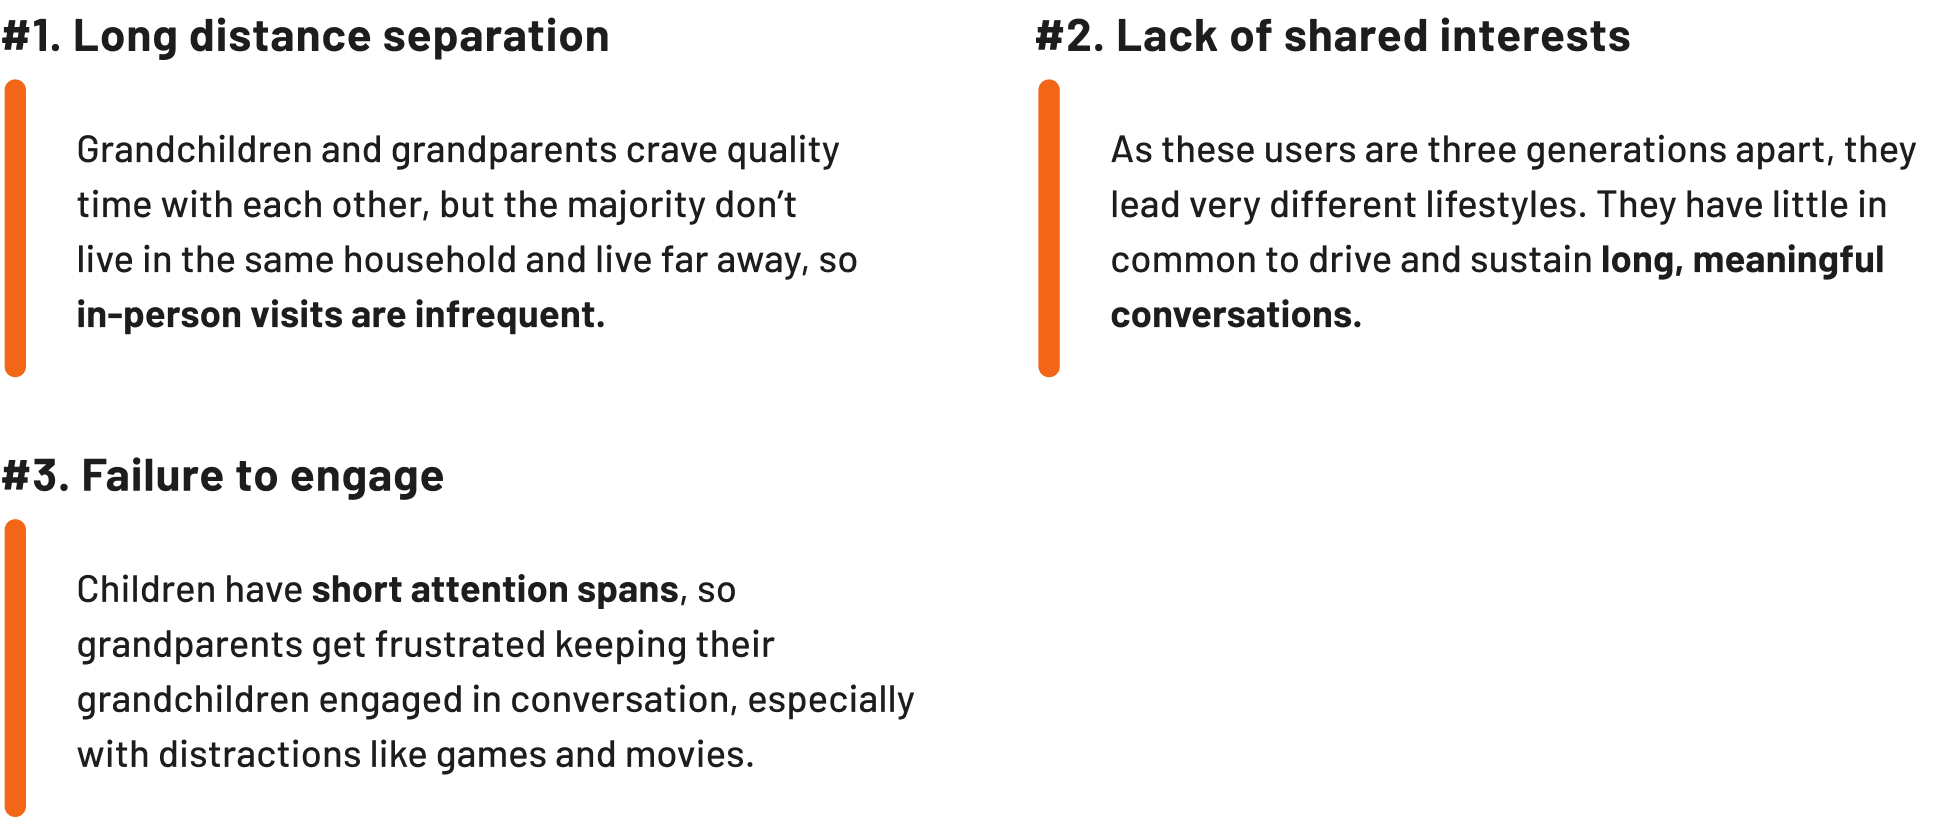 #1. Long distance separation
Grandchildren and grandparents crave quality
time with each other, but the majority don’t
live in the same household and live far away, so
in-person visits are infrequent.
#2. Lack of shared interests
As these users are three generations apart, they
lead very different lifestyles. They have little in
common to drive and sustain long, meaningful
conversations.
#3. Failure to engage
Children have short attention spans, so
grandparents get frustrated keeping their
grandchildren engaged in conversation, especially
with distractions like games and movies.